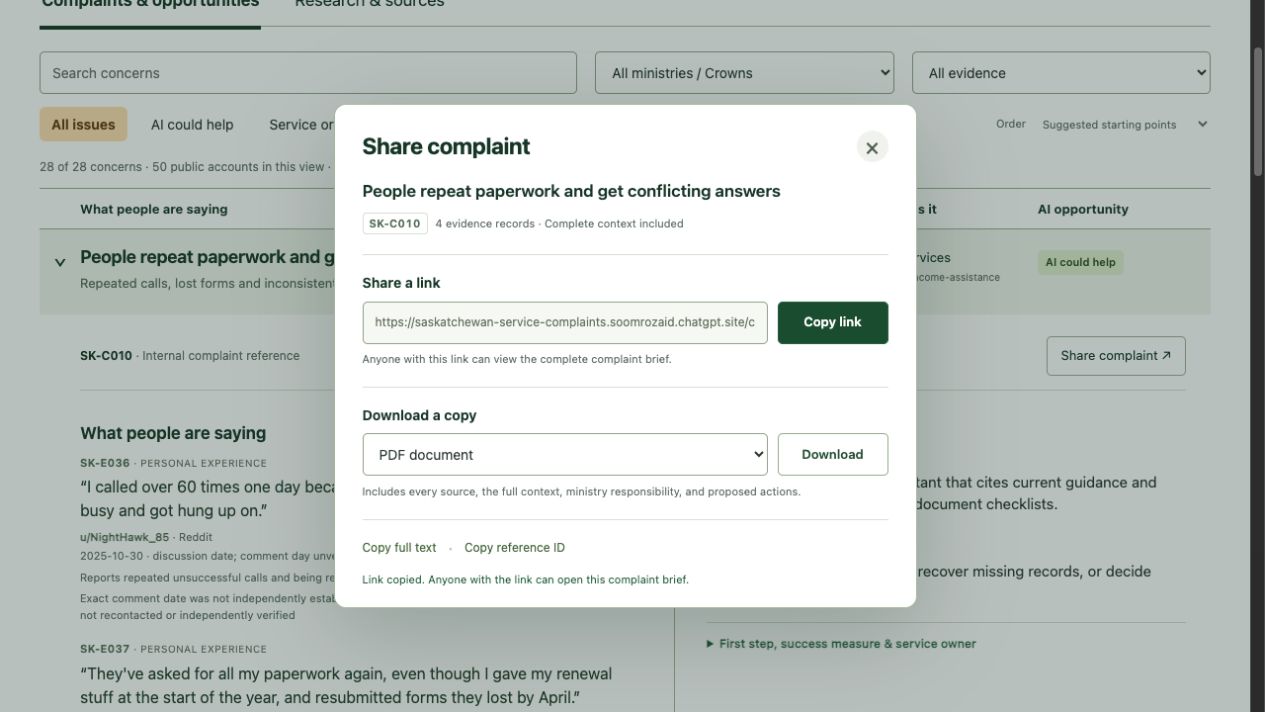 Complaints & opportunities
Research & sources
Search concerns
All ministries / Crowns
All evidence
All issues
AI could help
Service or
Order
Suggested starting points
28 of 28 concerns · 50 public accounts in this view ·
What people are saying
s it
AI opportunity
People repeat paperwork and g
Repeated calls, lost forms and inconsisten
rvices
ncome-assistance
AI could help
SK-C010 · Internal complaint reference
Share complaint ↗
What people are saying
SK-E036 · PERSONAL EXPERIENCE
“I called over 60 times one day beca
busy and got hung up on.”
u/NightHawk_85 · Reddit
2025-10-30 · discussion date; comment day unve
Reports repeated unsuccessful calls and being re
Exact comment date was not independently estab
not recontacted or independently verified
SK-E037 · PERSONAL EXPERIENCE
“They've asked for all my paperwork again, even though I gave my renewal
stuff at the start of the year, and resubmitted forms they lost by April.”
tant that cites current guidance and
document checklists.
recover missing records, or decide
▶ First step, success measure & service owner
Share complaint
×
People repeat paperwork and get conflicting answers
SK-C010
4 evidence records · Complete context included
Share a link
https://saskatchewan-service-complaints.soomrozaid.chatgpt.site/c
Copy link
Anyone with this link can view the complete complaint brief.
Download a copy
PDF document
Download
Includes every source, the full context, ministry responsibility, and proposed actions.
Copy full text · Copy reference ID
Link copied. Anyone with the link can open this complaint brief.